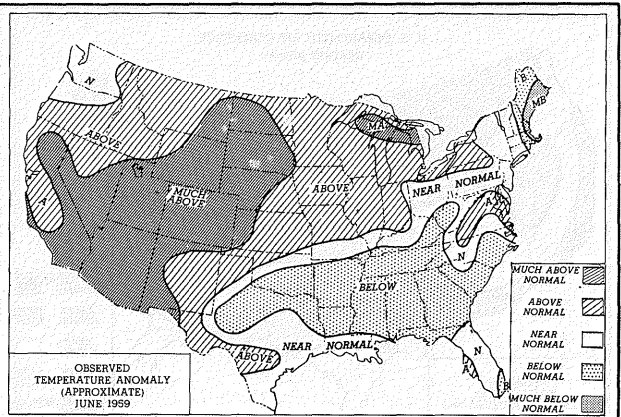 N
B
MB
MA
ABOVE
MUCH
ABOVE
ABOVE
NEAR NORMAL
A
A
N
BELOW
NEAR NORMAL
ABOVE
N
A
B
MUCH ABOVE
NORMAL
ABOVE
NORMAL
NEAR
NORMAL
BELOW
NORMAL
MUCH BELOW
NORMAL
OBSERVED
TEMPERATURE ANOMALY
(APPROXIMATE)
JUNE 1959